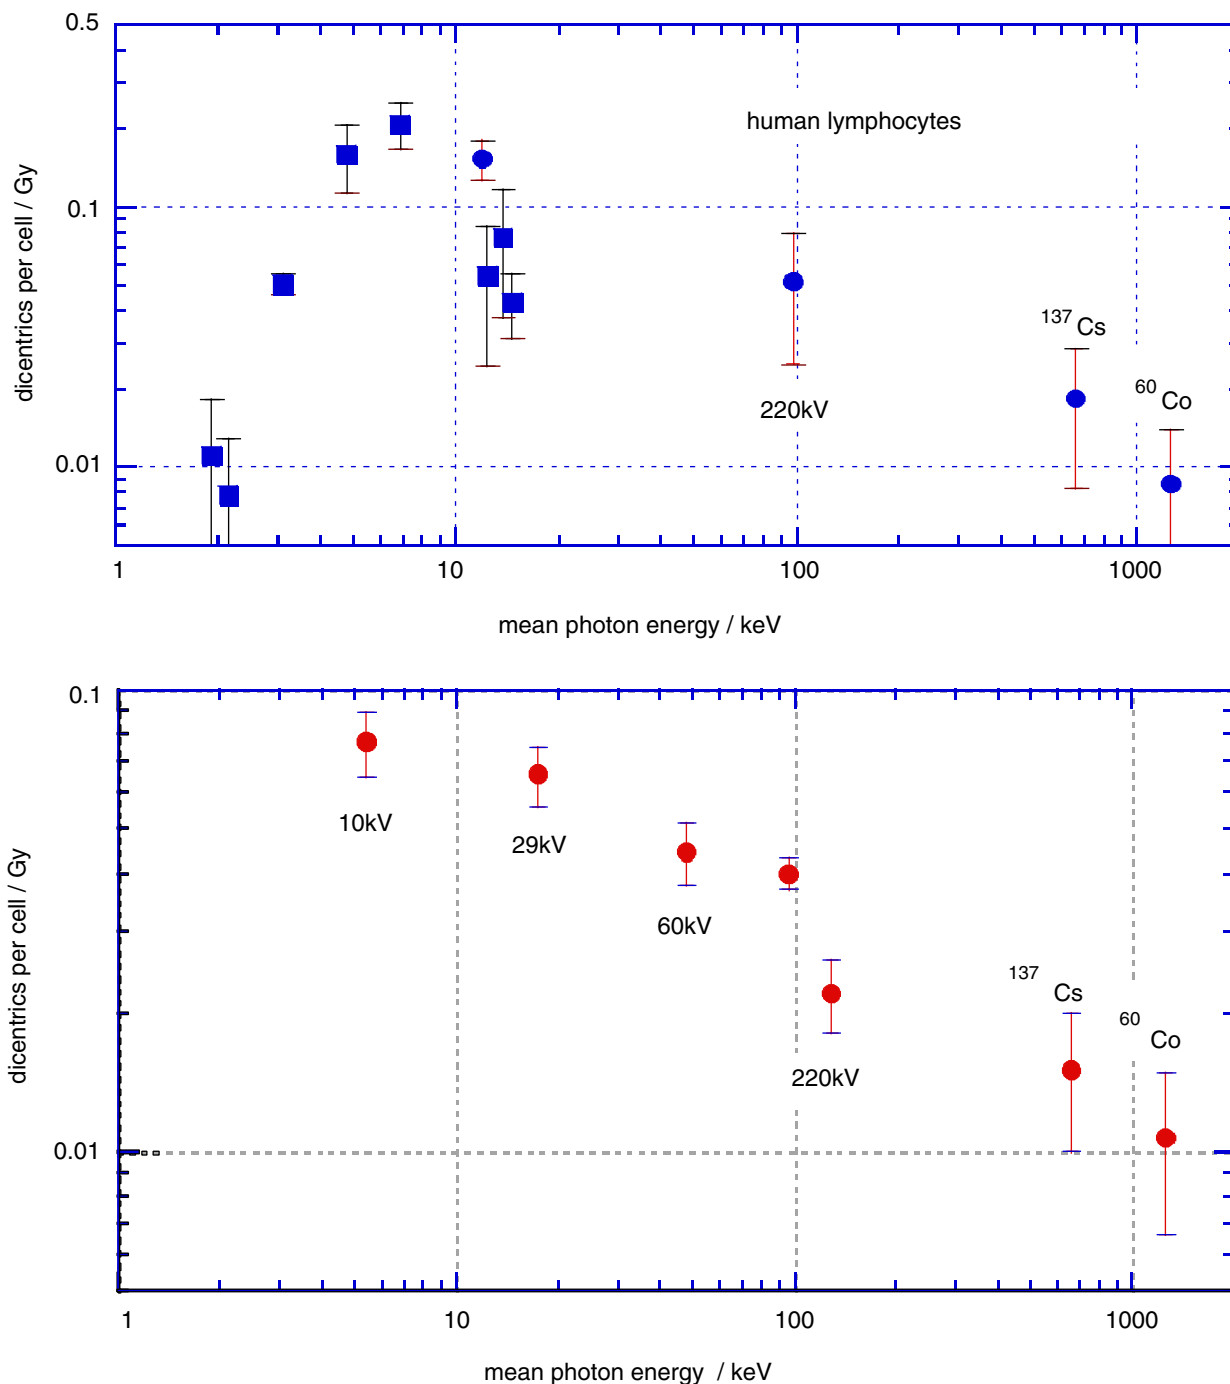 0.5
human lymphocytes
0.1
dicentrics per cell / Gy
137 Cs
60 Co
220kV
0.01
1 10 100 1000
mean photon energy / keV
0.1
10kV
29kV
dicentrics per cell / Gy
60kV
137 Cs
60 Co
220kV
0.01
1 10 100 1000
mean photon energy / keV